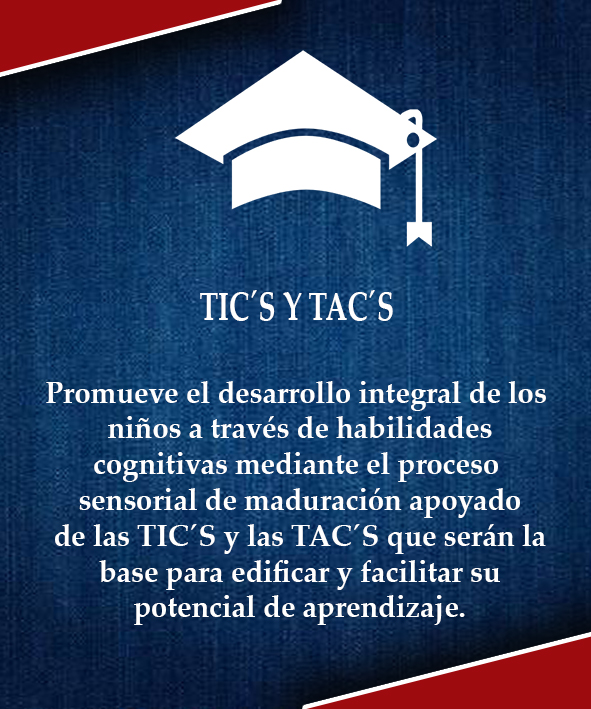 TIC´S Y TAC´S
Promueve el desarrollo integral de los
niños a través de habilidades
cognitivas mediante el proceso
sensorial de maduración apoyado
de las TIC´S y las TAC´S que serán la
base para edificar y facilitar su
potencial de aprendizaje.